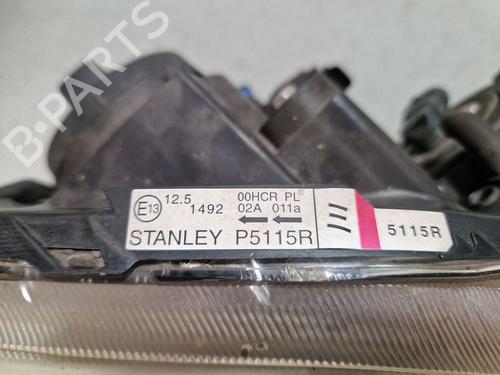 B-PARTS
E13 12.5 00HCR PL
1492 02A 011a
STANLEY P5115R
5115R